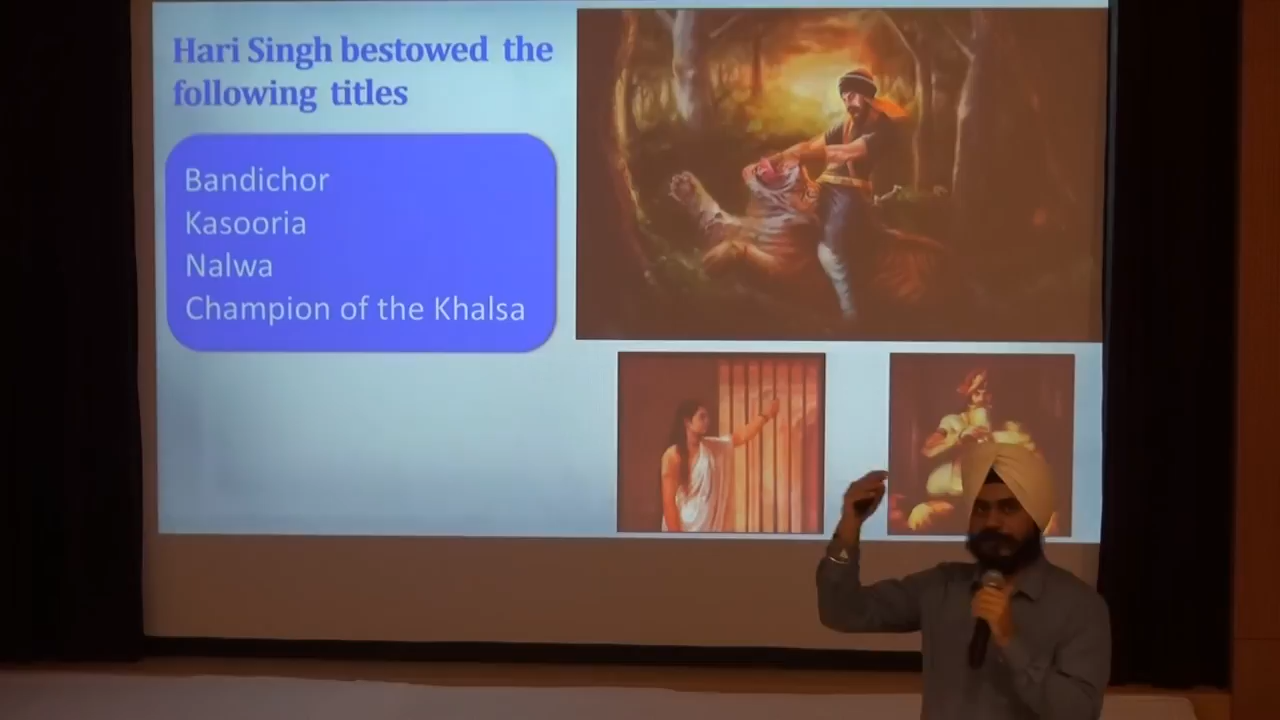 Hari Singh bestowed the
following titles
Bandichor
Kasooria
Nalwa
Champion of the Khalsa